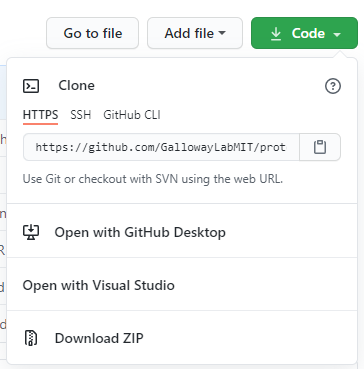 Go to file
Add file
Code
Clone
HTTPS SSH GitHub CLI
https://github.com/GallowayLabMIT/prot
Use Git or checkout with SVN using the web URL.
Open with GitHub Desktop
Open with Visual Studio
Download ZIP